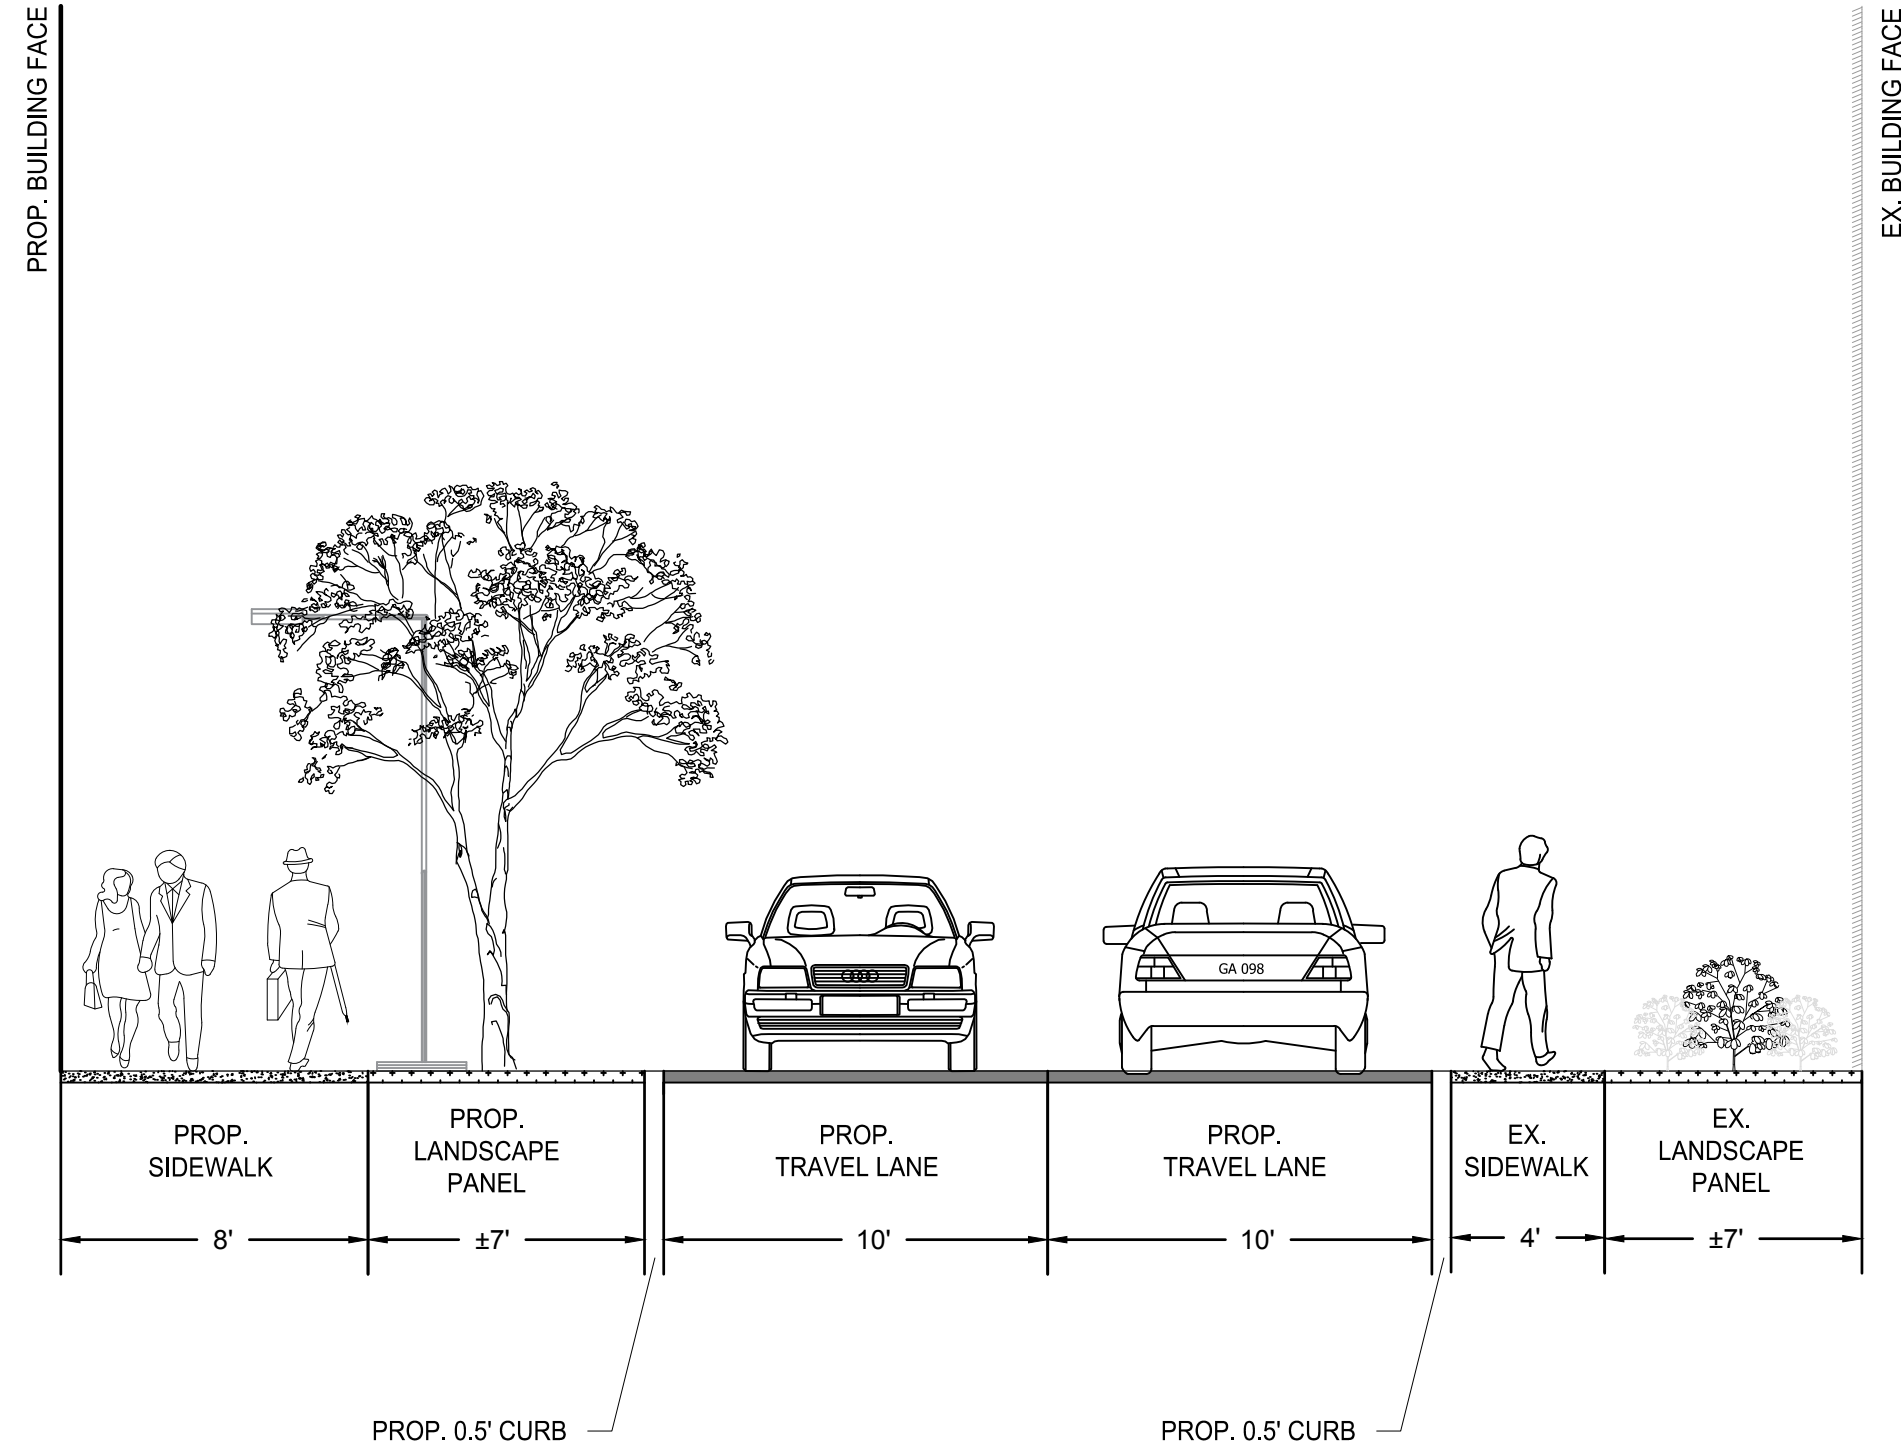 PROP. BUILDING FACE
EX. BUILDING FACE
GA 098
PROP.
SIDEWALK
PROP.
LANDSCAPE
PANEL
PROP.
TRAVEL LANE
PROP.
TRAVEL LANE
EX.
SIDEWALK
EX.
LANDSCAPE
PANEL
8'
±7'
10'
10'
4'
±7'
PROP. 0.5' CURB
PROP. 0.5' CURB